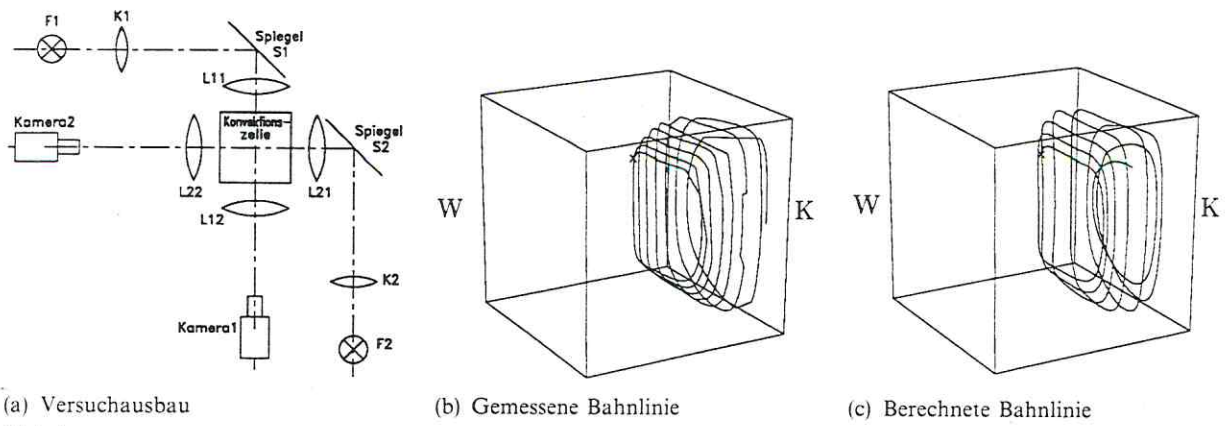 F1
K1
Spiegel
S1
L11
Kamera2
Konvektions-
zelle
Spiegel
S2
L22
L21
L12
K2
Kamera1
F2
W
K
W
K
(a) Versuchausbau
(b) Gemessene Bahnlinie
(c) Berechnete Bahnlinie